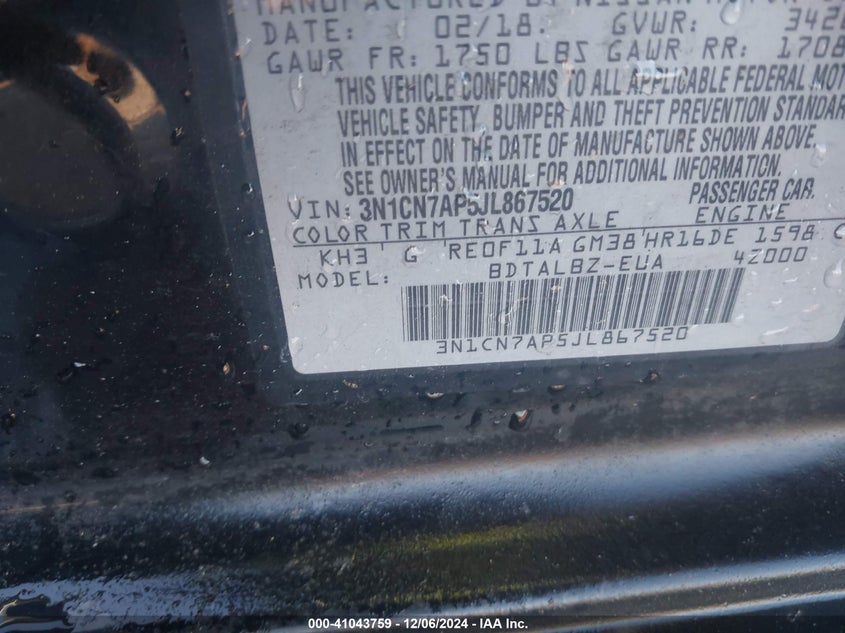 DATE: 02/18. GVWR: 342
GAWR FR: 1750 LBS GAWR RR: 1708
THIS VEHICLE CONFORMS TO ALL APPLICABLE FEDERAL MOT
VEHICLE SAFETY, BUMPER AND THEFT PREVENTION STANDAR
IN EFFECT ON THE DATE OF MANUFACTURE SHOWN ABOVE.
SEE OWNER'S MANUAL FOR ADDITIONAL INFORMATION.
VIN: 3N1CN7AP5JL867520 PASSENGER CAR.
COLOR TRIM TRANS AXLE ENGINE
KH3 G RE0F11A GM38 HR16DE 1598 C
MODEL: BDTALBZ-EUA 4Z000
3N1CN7AP5JL867520
000-41043759 - 12/06/2024 - IAA Inc.